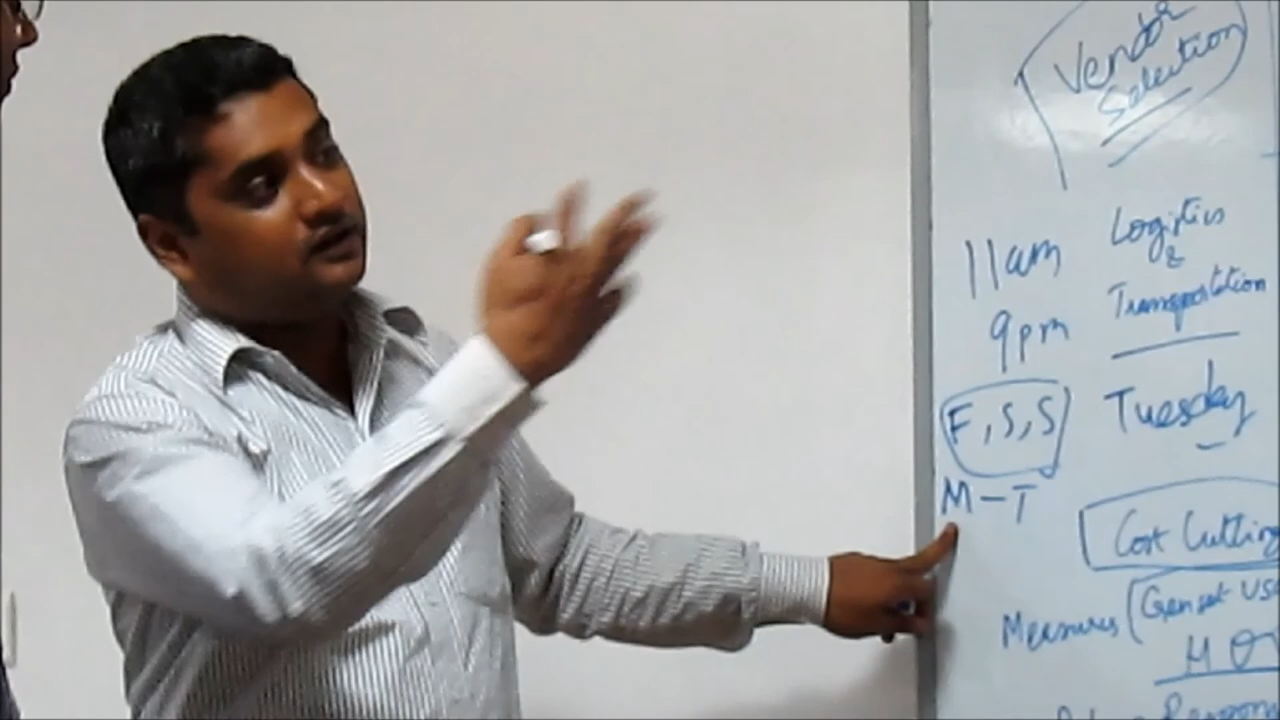 Vendor
Selection
11am
9pm
Logistics
&
Transportation
F,S,S
Tuesday
M-T
Cost Cutting
Measures (Genset